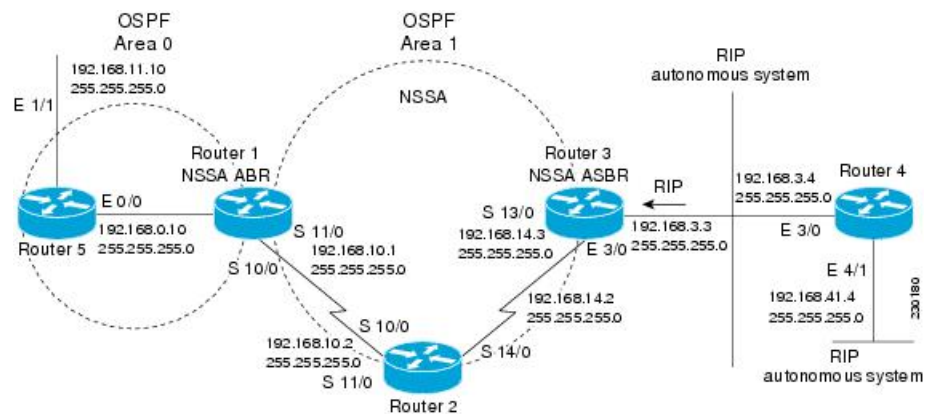 OSPF
Area 0
OSPF
Area 1
NSSA
RIP
autonomous system
192.168.11.10
255.255.255.0
E 1/1
Router 5
E 0/0
192.168.0.10
255.255.255.0
Router 1
NSSA ABR
S 11/0
192.168.10.1
255.255.255.0
S 10/0
S 10/0
192.168.10.2
255.255.255.0
S 11/0
Router 2
S 14/0
192.168.14.2
255.255.255.0
Router 3
NSSA ASBR
S 13/0
192.168.14.3
255.255.255.0
E 3/0
RIP
192.168.3.3
255.255.255.0
192.168.3.4
255.255.255.0
Router 4
E 3/0
E 4/1
192.168.41.4
255.255.255.0
230180
RIP
autonomous system